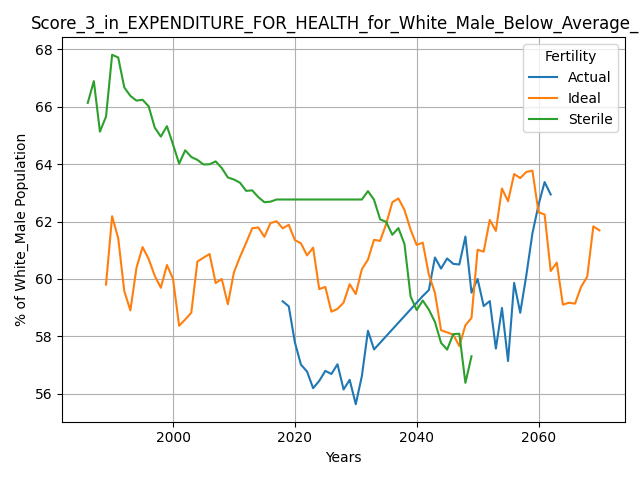 Score_3_in_EXPENDITURE_FOR_HEALTH_for_White_Male_Below_Average_
Fertility
Actual
Ideal
Sterile
% of White_Male Population
68
66
64
62
60
58
56
2000
2020
2040
2060
Years